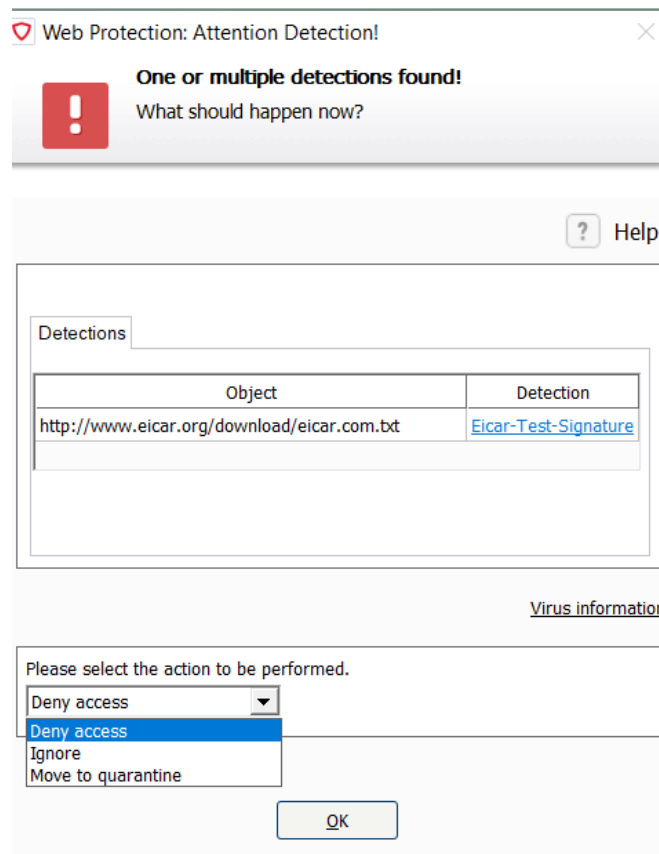 Web Protection: Attention Detection!
One or multiple detections found!
What should happen now?
? Help
Detections
Object Detection
http://www.eicar.org/download/eicar.com.txt Eicar-Test-Signature
Virus information
Please select the action to be performed.
Deny access
Deny access
Ignore
Move to quarantine
OK